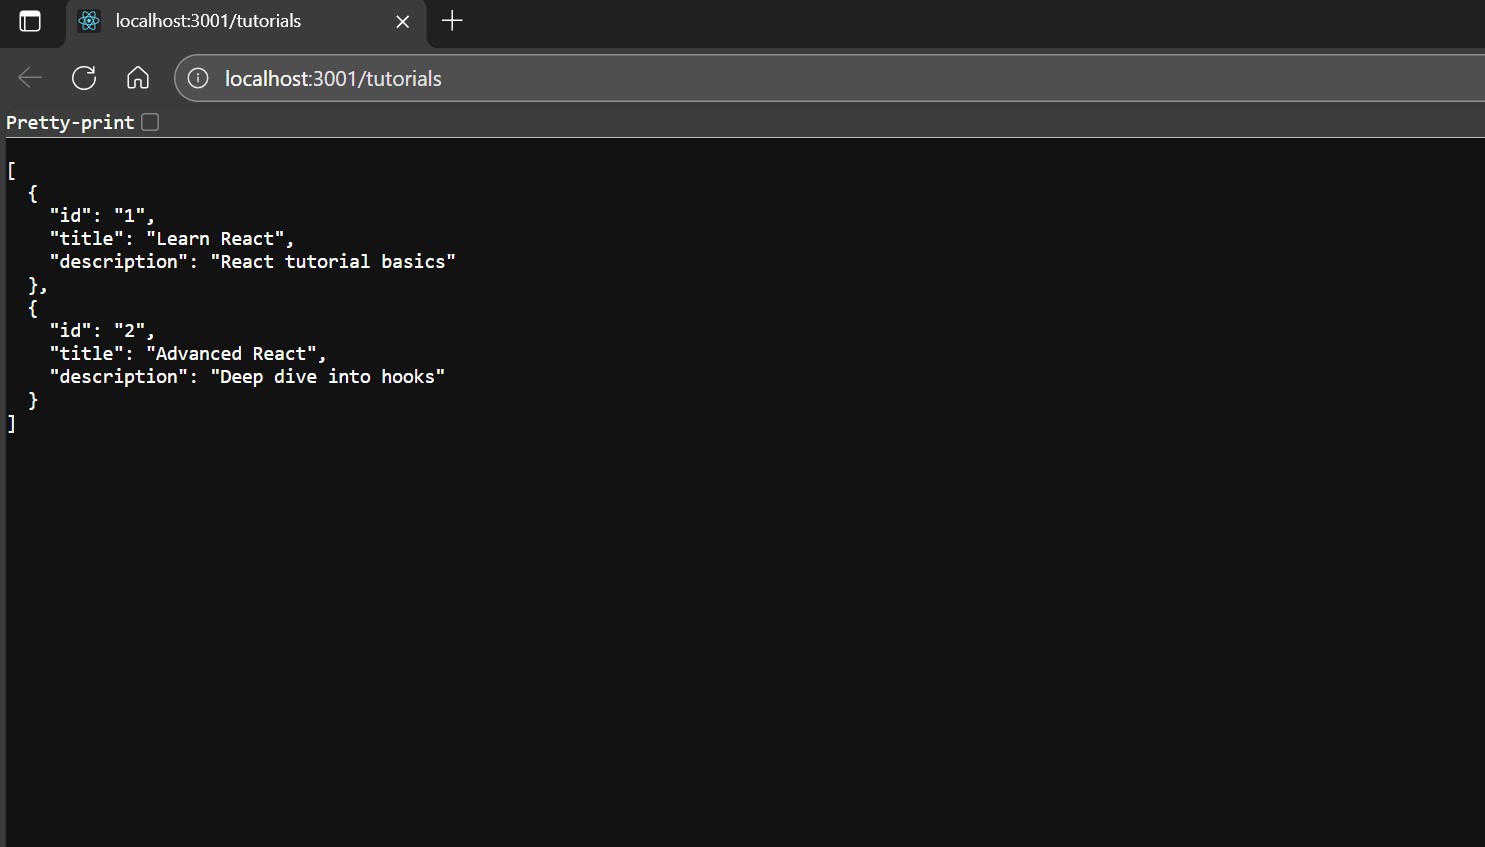 localhost:3001/tutorials
localhost:3001/tutorials
Pretty-print
[
  {
    "id": "1",
    "title": "Learn React",
    "description": "React tutorial basics"
  },
  {
    "id": "2",
    "title": "Advanced React",
    "description": "Deep dive into hooks"
  }
]